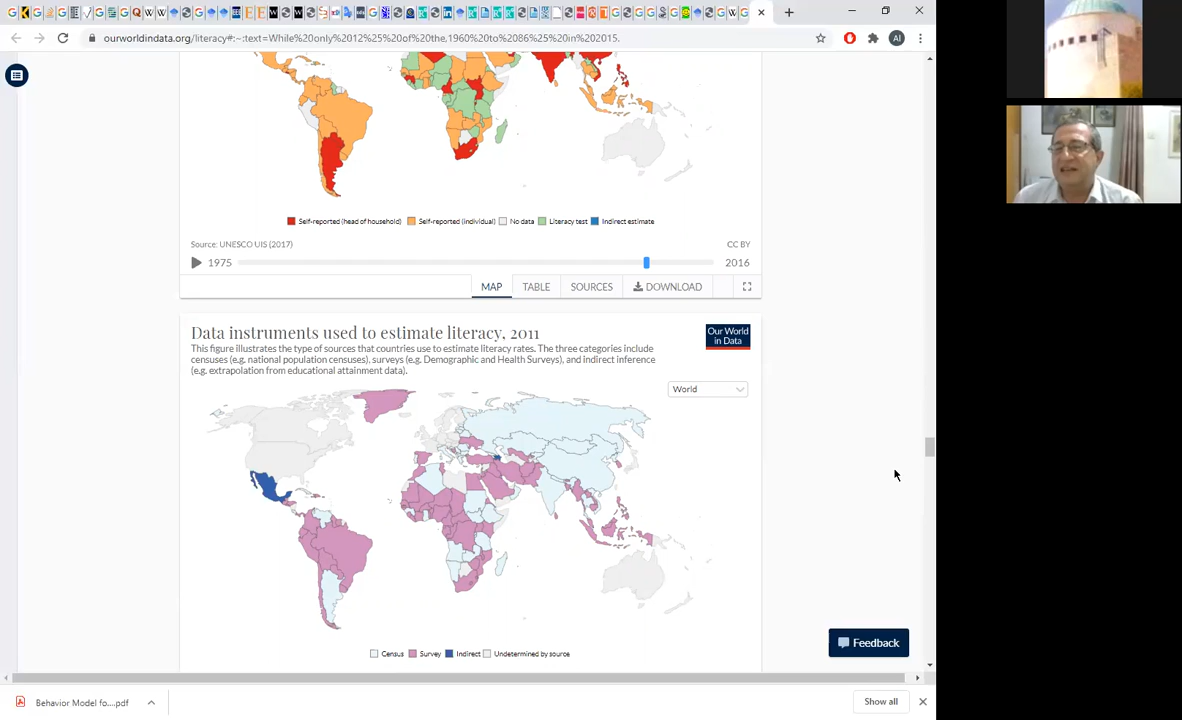 ourworldindata.org/literacy#:~:text=While%20only%2012%25%20of%20the,1960%20to%2086%25%20in%202015.
AI
Self-reported (head of household) Self-reported (individual) No data Literacy test Indirect estimate
Source: UNESCO UIS (2017) CC BY
1975 2016
MAP TABLE SOURCES DOWNLOAD
Data instruments used to estimate literacy, 2011
Our World
in Data
This figure illustrates the type of sources that countries use to estimate literacy rates. The three categories include
censuses (e.g. national population censuses), surveys (e.g. Demographic and Health Surveys), and indirect inference
(e.g. extrapolation from educational attainment data).
World
Feedback
Census Survey Indirect Undetermined by source
Behavior Model fo....pdf Show all